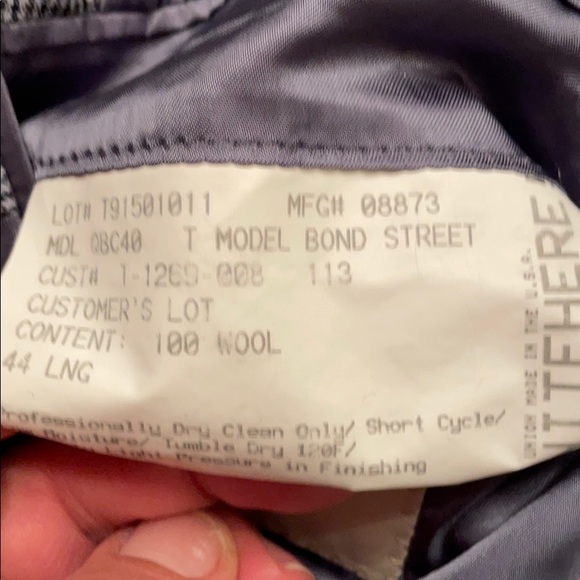 LOT# T91501011 MFG# 08873
MDL QBC40 T MODEL BOND STREET
CUST# 1-1269-008 113
CUSTOMER'S LOT
CONTENT: 100 WOOL
44 LNG
Professionally Dry Clean Only/ Short Cycle/
Moisture/ Tumble Dry 120F/
Light Pressure in Finishing
UNION MADE IN THE U.S.A.
HERE